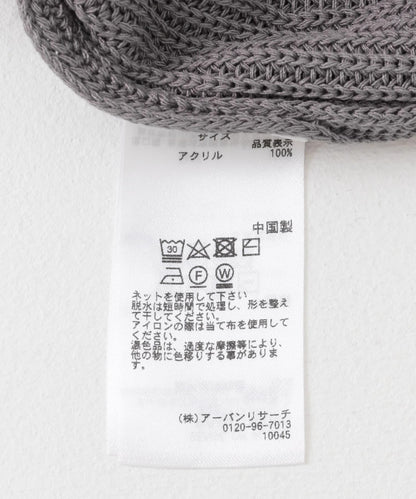 サイズ 品質表示
アクリル 100%
中国製
30
F W
ネットを使用して下さい
脱水は短時間で処理し、形を整え
て干してください。
アイロンの際は当て布を使用して
ください。
濃色品は、過度な摩擦等により、
他の物に色移りする事がありま
す。
(株) アーバンリサーチ
0120-96-7013
10045